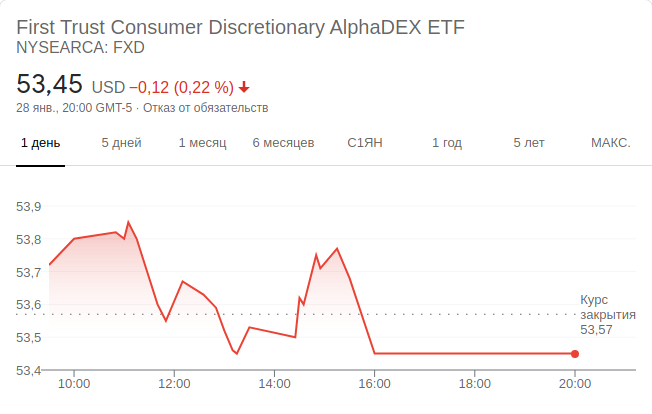 First Trust Consumer Discretionary AlphaDEX ETF
NYSEARCA: FXD
53,45 USD −0,12 (0,22 %)
28 янв., 20:00 GMT-5 · Отказ от обязательств
1 день 5 дней 1 месяц 6 месяцев С1ЯН 1 год 5 лет МАКС.
53,9
53,8
53,7
53,6
53,5
53,4
Курс
закрытия
53,57
10:00 12:00 14:00 16:00 18:00 20:00